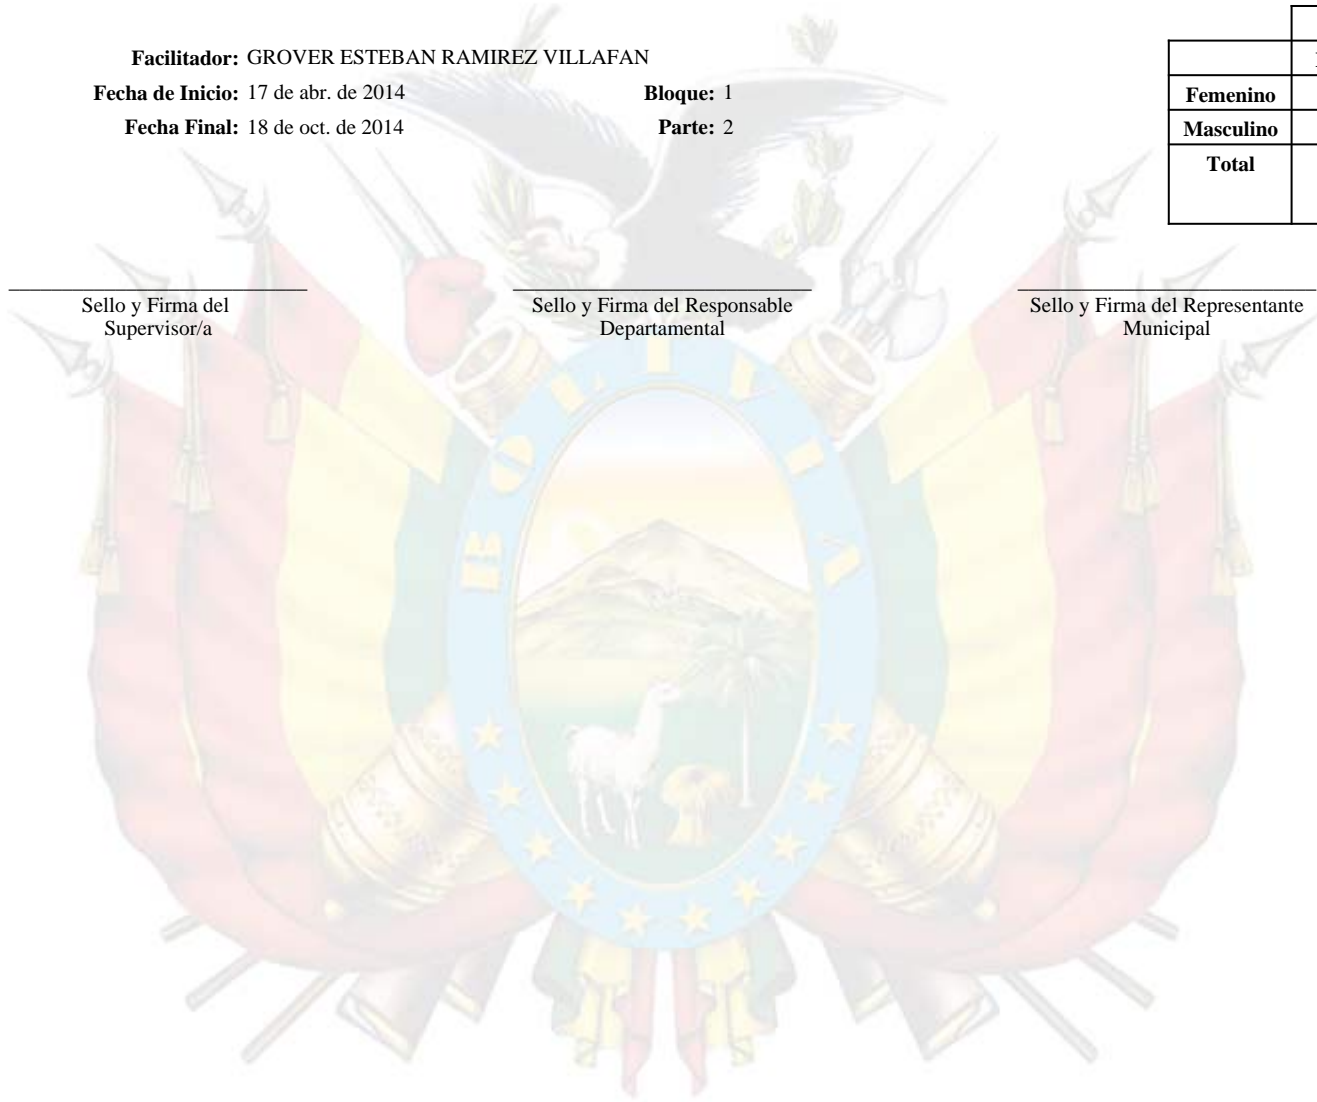 Facilitador: GROVER ESTEBAN RAMIREZ VILLAFAN
Fecha de Inicio: 17 de abr. de 2014 Bloque: 1
Fecha Final: 18 de oct. de 2014 Parte: 2
Femenino
Masculino
Total
Sello y Firma del
Supervisor/a
Sello y Firma del Responsable
Departamental
Sello y Firma del Representante
Municipal
BOLIVIA